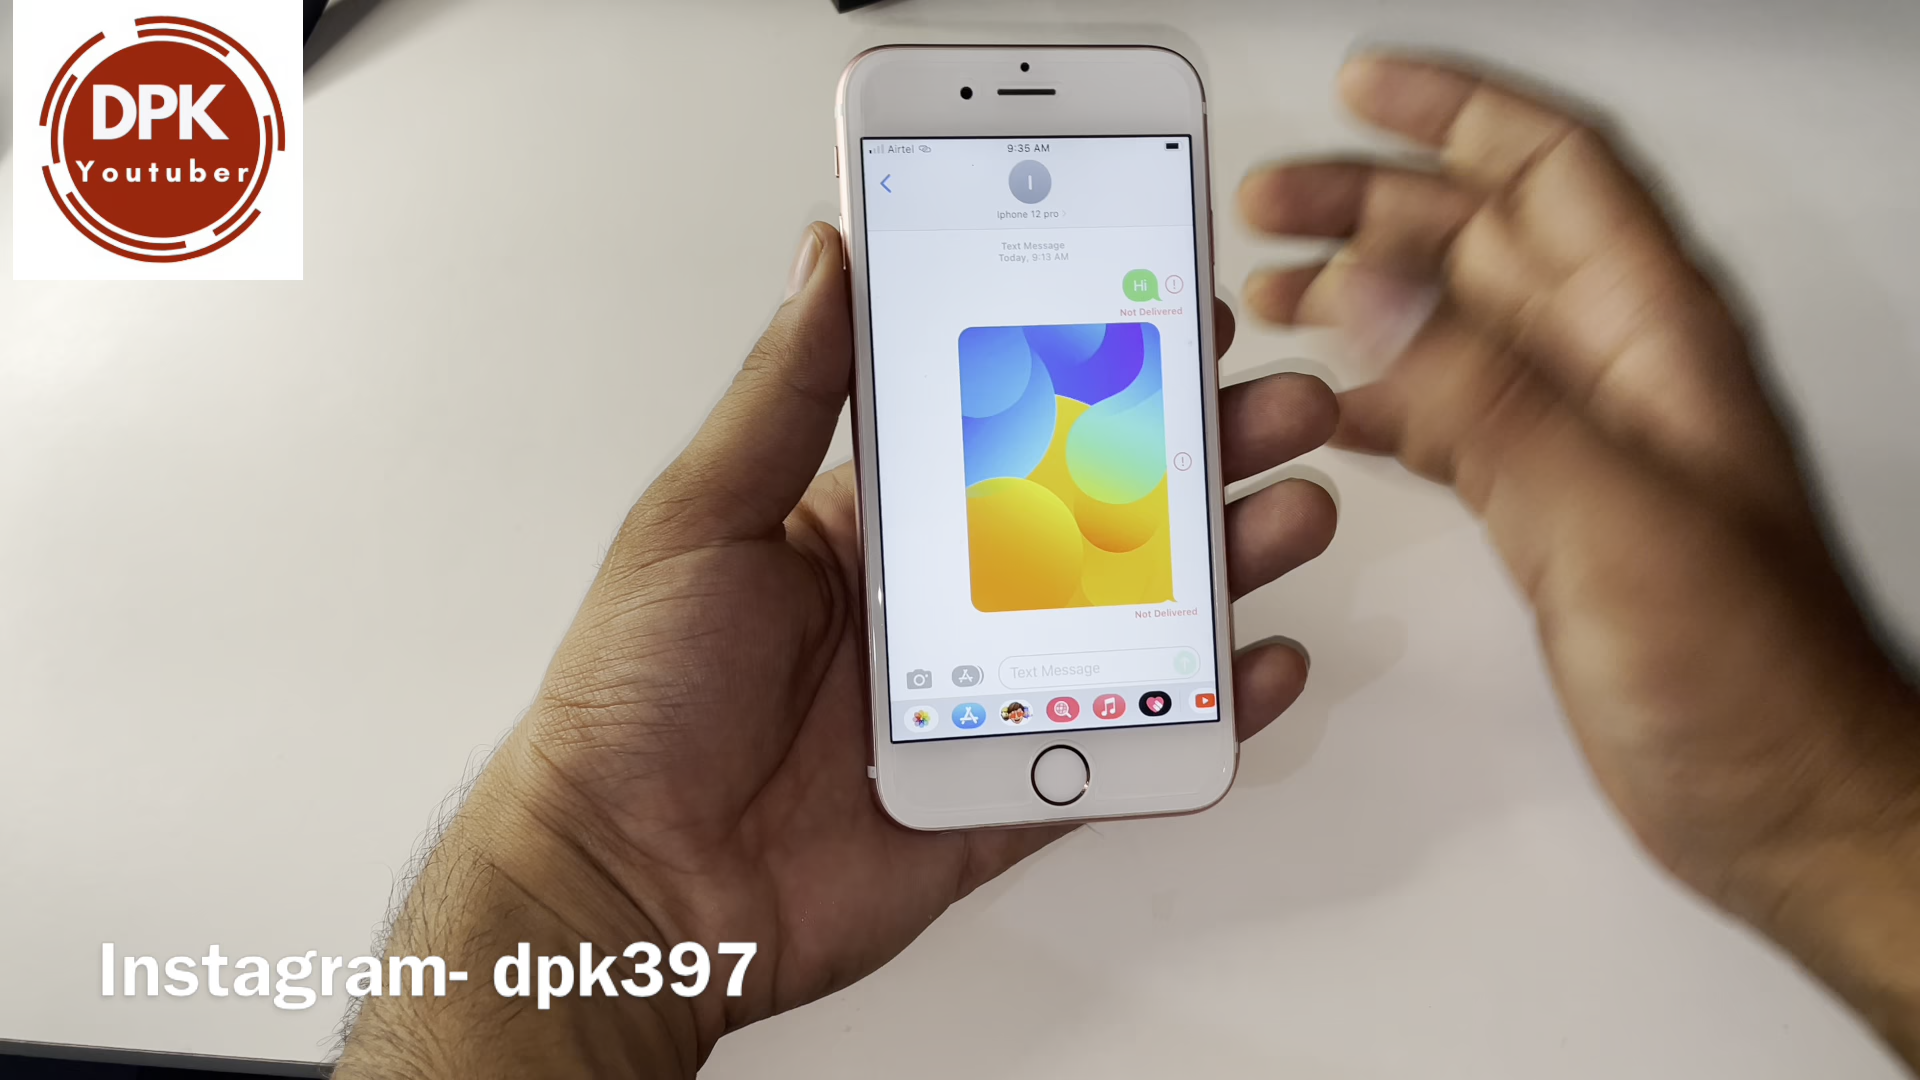 DPK
Youtuber
Airtel
9:35 AM
I
Iphone 12 pro
Text Message
Today, 9:13 AM
Hi
Not Delivered
Not Delivered
Text Message
Instagram- dpk397